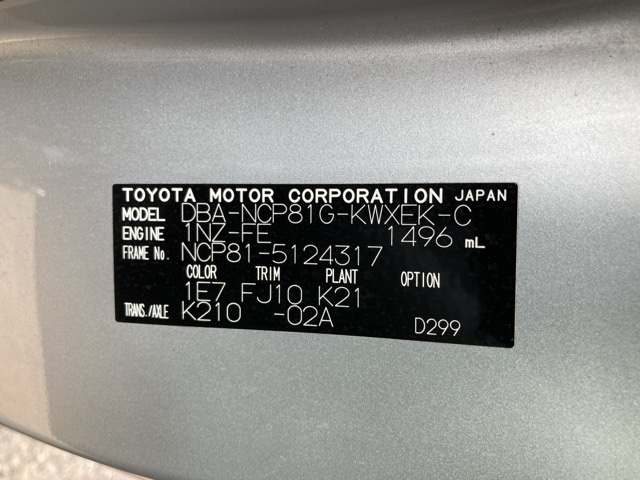 TOYOTA MOTOR CORPORATION JAPAN
MODEL DBA-NCP81G-KWXEK-C
ENGINE 1NZ-FE 1496 mL
FRAME No. NCP81-5124317
COLOR TRIM PLANT OPTION
1E7 FJ10 K21
TRANS./AXLE K210 -02A
D299